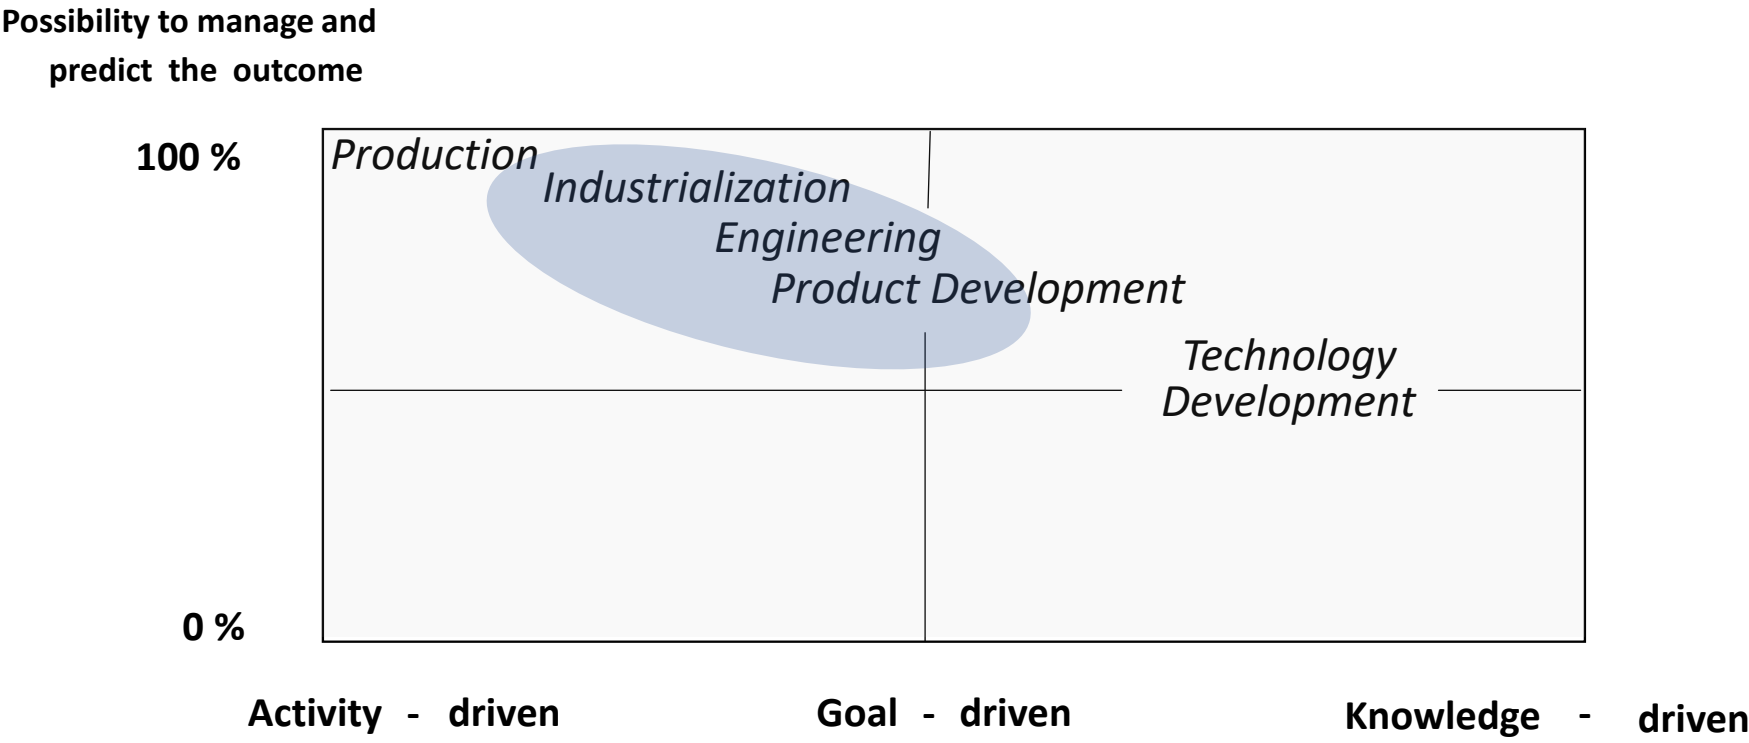 Possibility to manage and
predict the outcome
100 %
Production
Industrialization
Engineering
Product Development
Technology
Development
0 %
Activity - driven
Goal - driven
Knowledge - driven